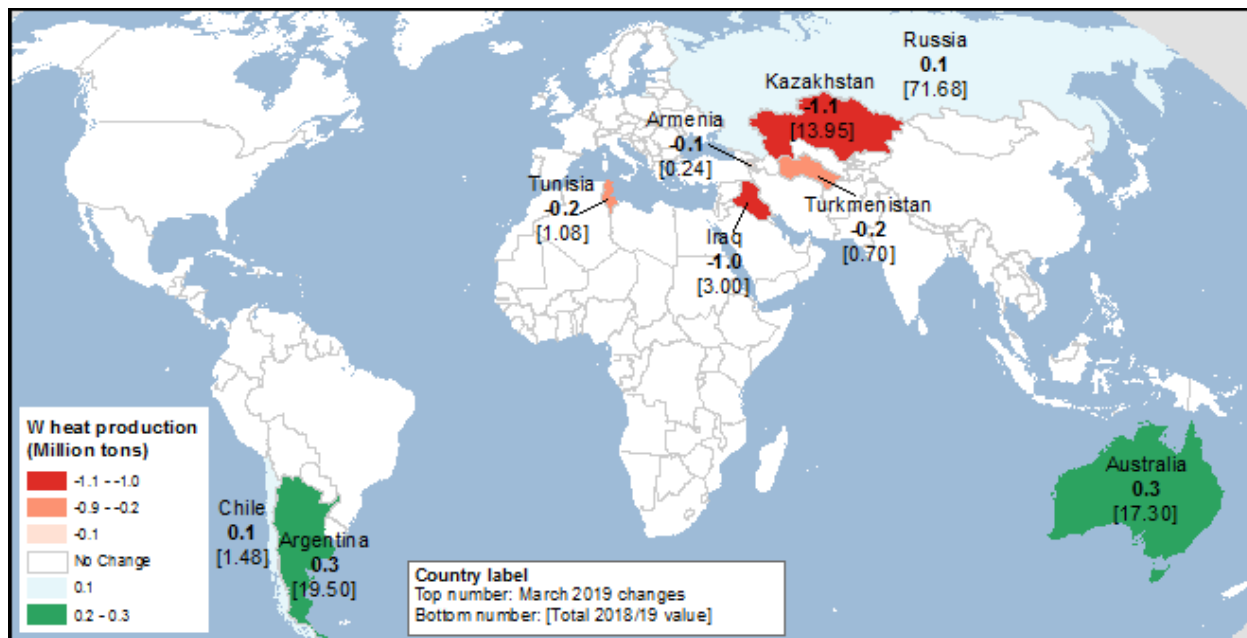 Russia
0.1
[71.68]
Kazakhstan
-1.1
[13.95]
Armenia
-0.1
[0.24]
Tunisia
-0.2
[1.08]
Turkmenistan
-0.2
[0.70]
Iraq
-1.0
[3.00]
W heat production
(Million tons)
-1.1 - -1.0
-0.9 - -0.2
-0.1
No Change
0.1
0.2 - 0.3
Chile
0.1
[1.48]
Argentina
0.3
[19.50]
Australia
0.3
[17.30]
Country label
Top number: March 2019 changes
Bottom number: [Total 2018/19 value]